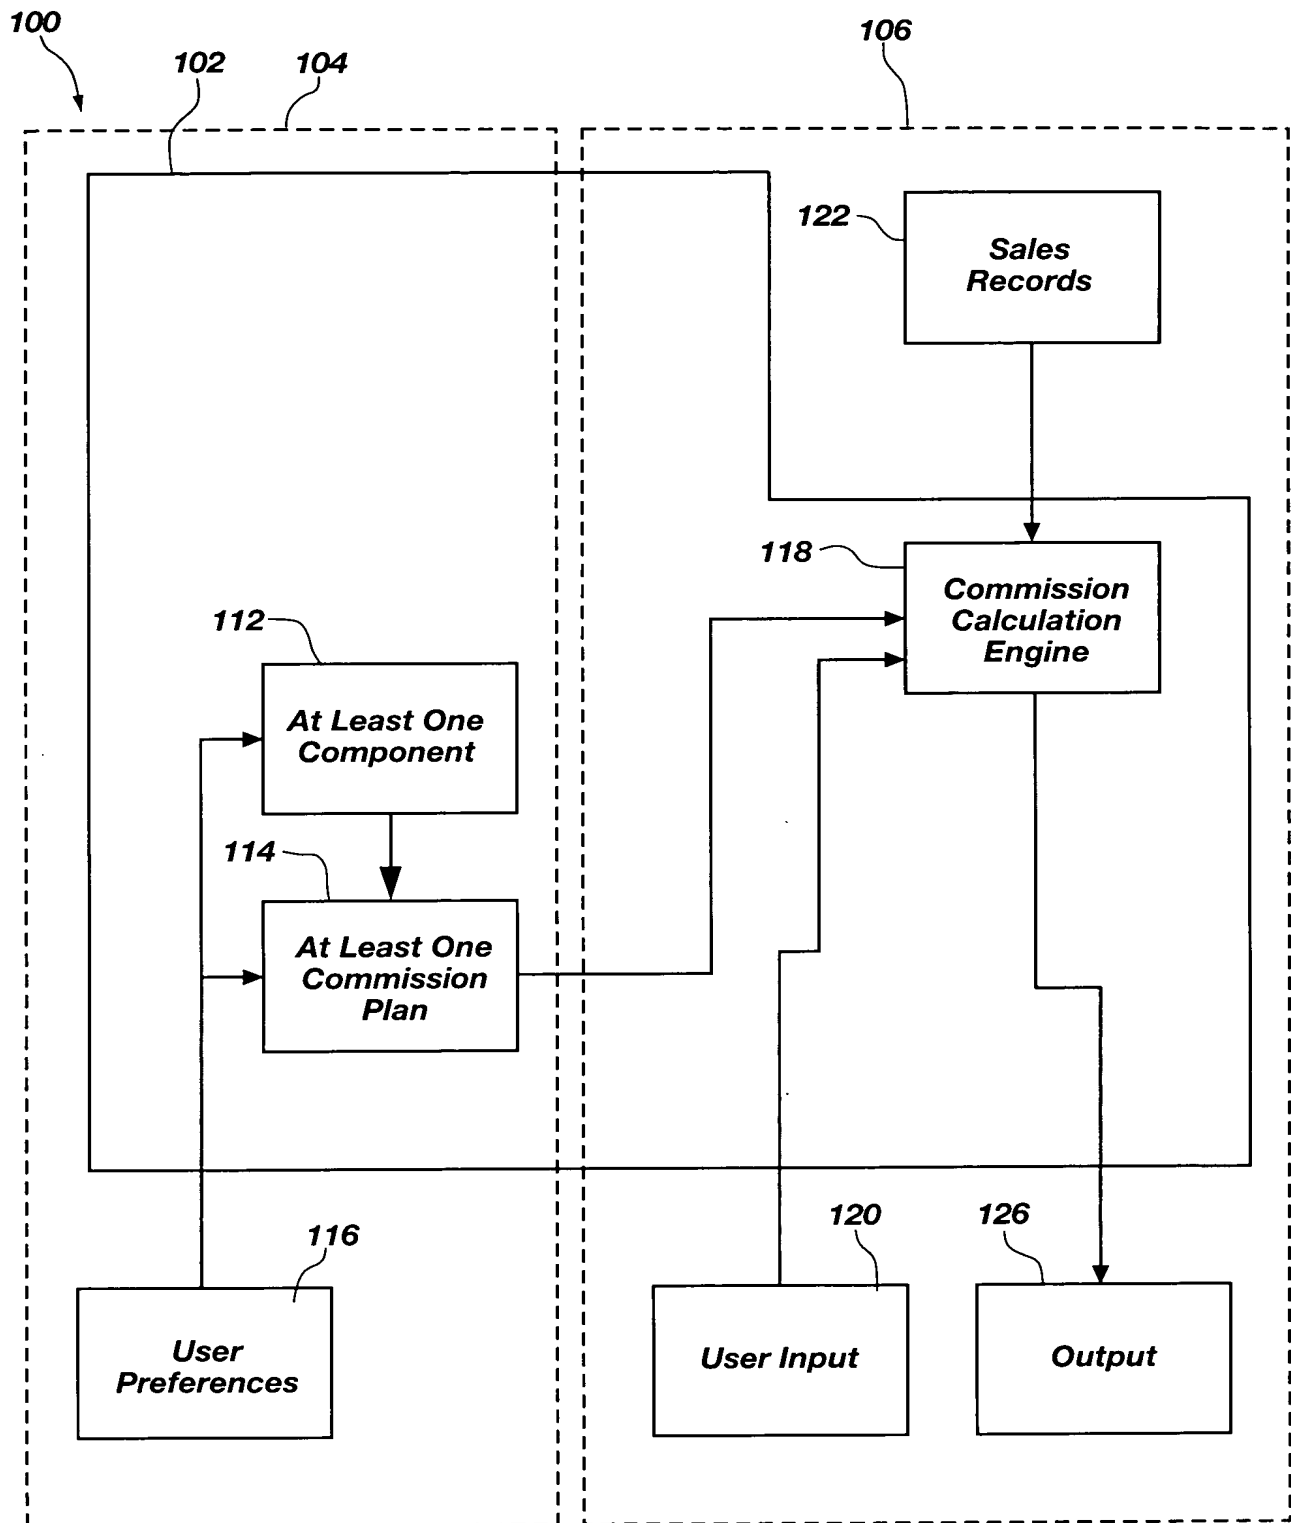 100
102
104
106
122
Sales
Records
118
Commission
Calculation
Engine
112
At Least One
Component
114
At Least One
Commission
Plan
116
User
Preferences
120
User Input
126
Output